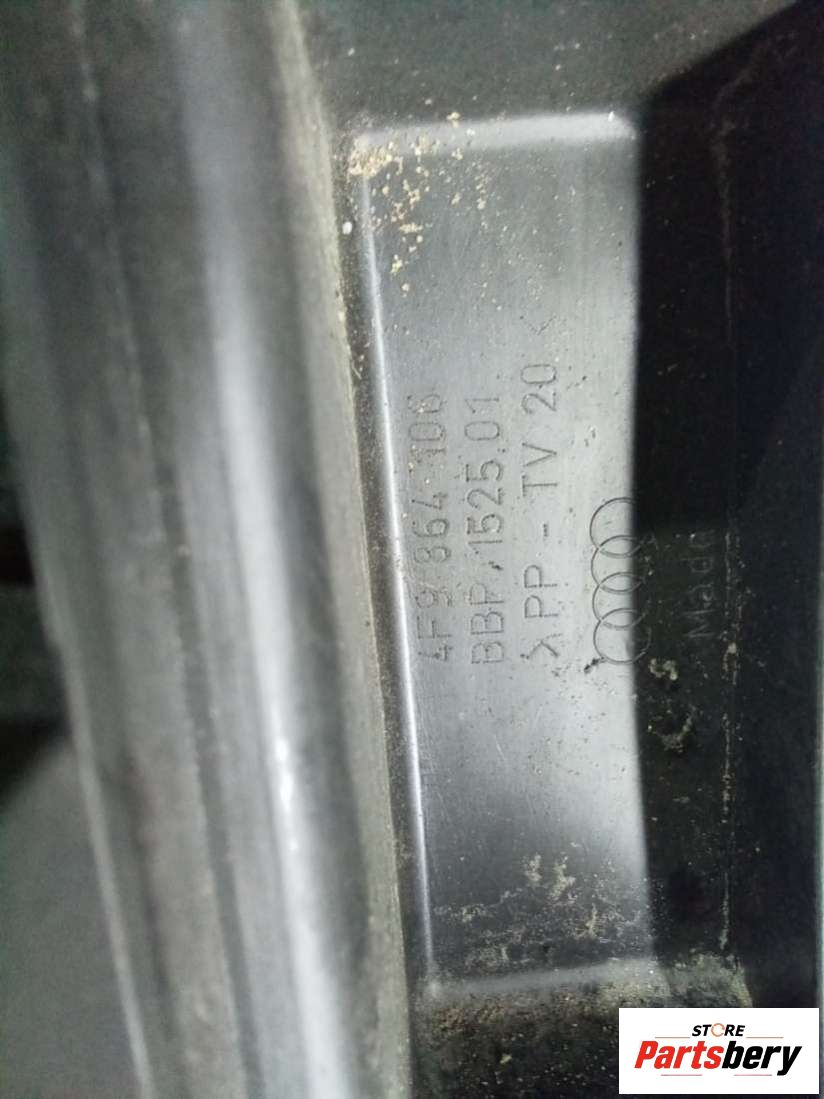 4F9 864 106
BBP.1525.01
>PP - TV 20<
Made
STORE
Partsbery